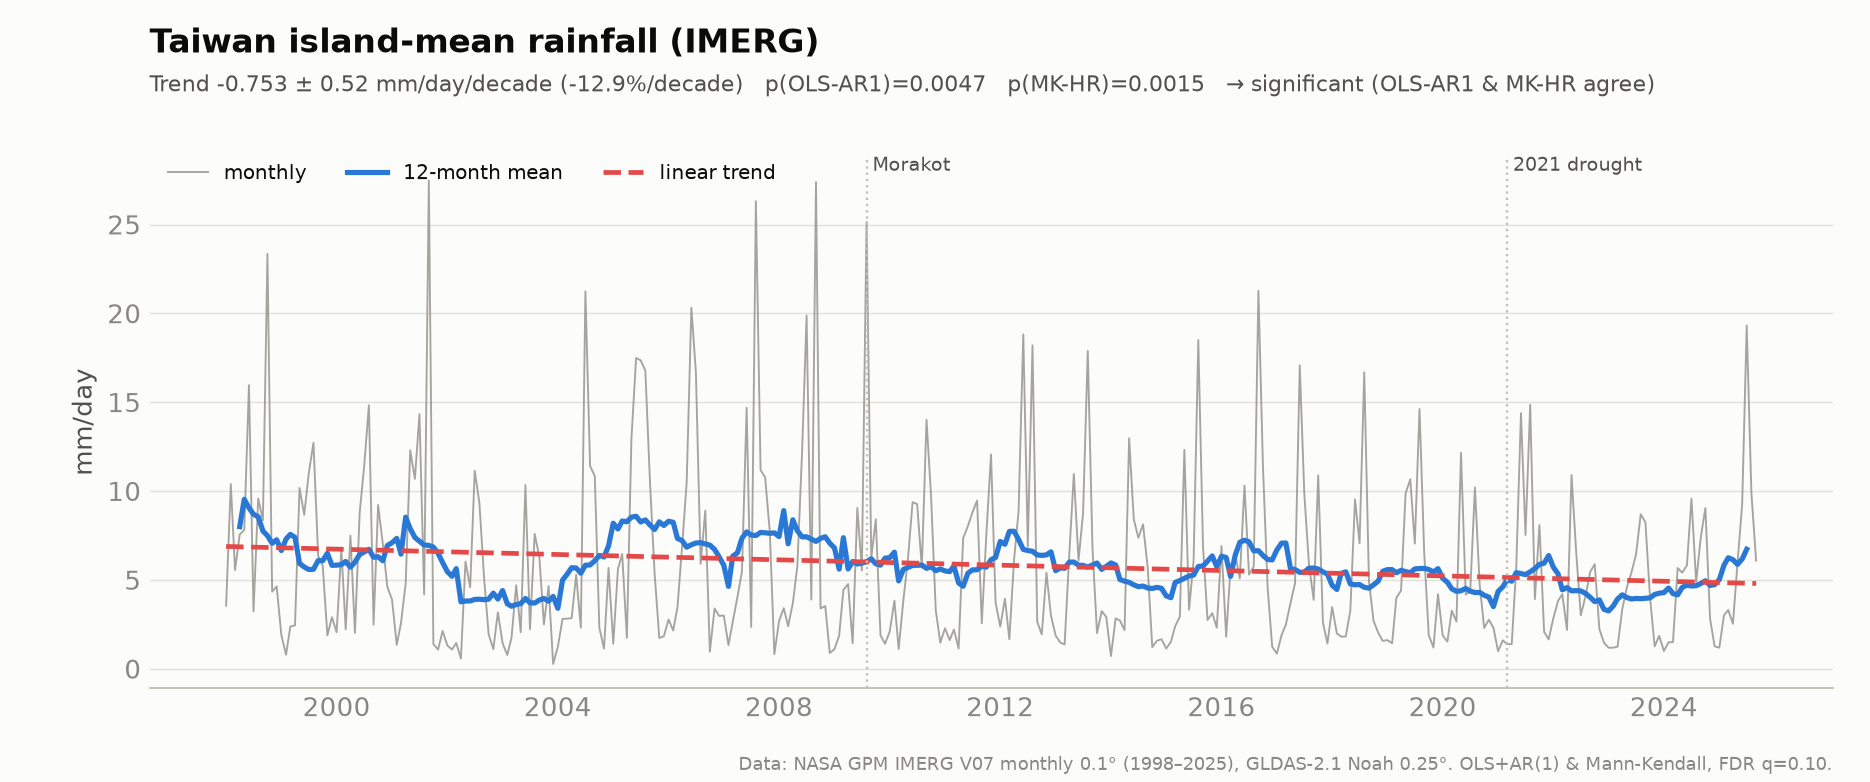 Taiwan island-mean rainfall (IMERG)
Trend -0.753 ± 0.52 mm/day/decade (-12.9%/decade)   p(OLS-AR1)=0.0047   p(MK-HR)=0.0015   → significant (OLS-AR1 & MK-HR agree)
monthly   12-month mean   linear trend   Morakot   2021 drought
25
20
15
10
5
0
mm/day
2000   2004   2008   2012   2016   2020   2024
Data: NASA GPM IMERG V07 monthly 0.1° (1998–2025), GLDAS-2.1 Noah 0.25°. OLS+AR(1) & Mann-Kendall, FDR q=0.10.